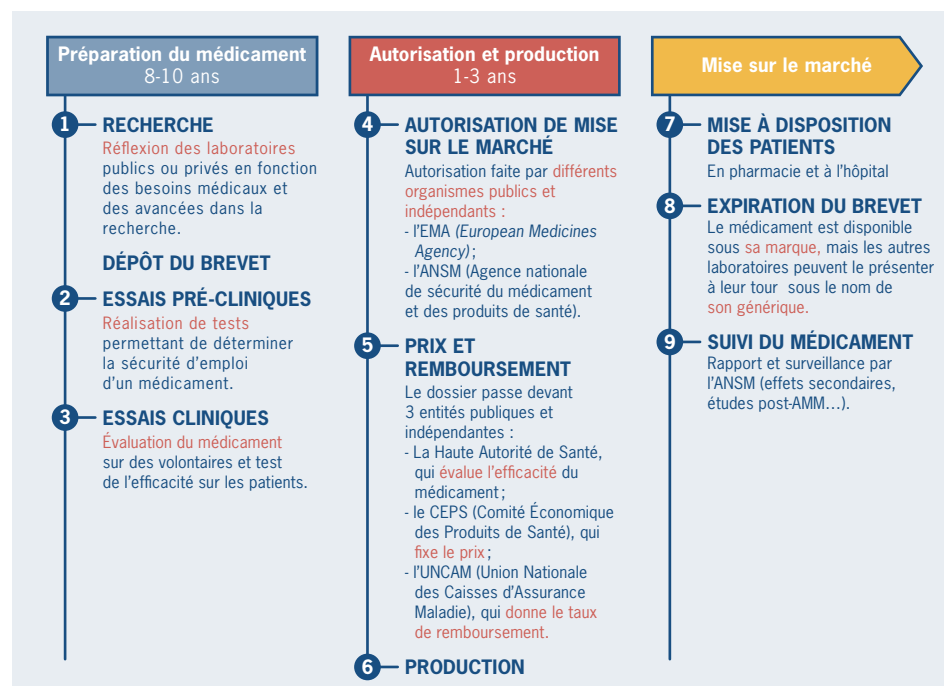 Préparation du médicament
8-10 ans
1
RECHERCHE
Réflexion des laboratoires
publics ou privés en fonction
des besoins médicaux et
des avancées dans la
recherche.
DÉPÔT DU BREVET
2
ESSAIS PRÉ-CLINIQUES
Réalisation de tests
permettant de déterminer
la sécurité d'emploi
d'un médicament.
3
ESSAIS CLINIQUES
Évaluation du médicament
sur des volontaires et test
de l'efficacité sur les patients.
Autorisation et production
1-3 ans
4
AUTORISATION DE MISE
SUR LE MARCHÉ
Autorisation faite par différents
organismes publics et
indépendants :
- l'EMA (European Medicines
Agency) ;
- l'ANSM (Agence nationale
de sécurité du médicament
et des produits de santé).
5
PRIX ET
REMBOURSEMENT
Le dossier passe devant
3 entités publiques et
indépendantes :
- La Haute Autorité de Santé,
qui évalue l'efficacité du
médicament ;
- le CEPS (Comité Économique
des Produits de Santé), qui
fixe le prix ;
- l'UNCAM (Union Nationale
des Caisses d'Assurance
Maladie), qui donne le taux
de remboursement.
6
PRODUCTION
Mise sur le marché
7
MISE À DISPOSITION
DES PATIENTS
En pharmacie et à l'hôpital
8
EXPIRATION DU BREVET
Le médicament est disponible
sous sa marque, mais les autres
laboratoires peuvent le présenter
à leur tour sous le nom de
son générique.
9
SUIVI DU MÉDICAMENT
Rapport et surveillance par
l'ANSM (effets secondaires,
études post-AMM…).